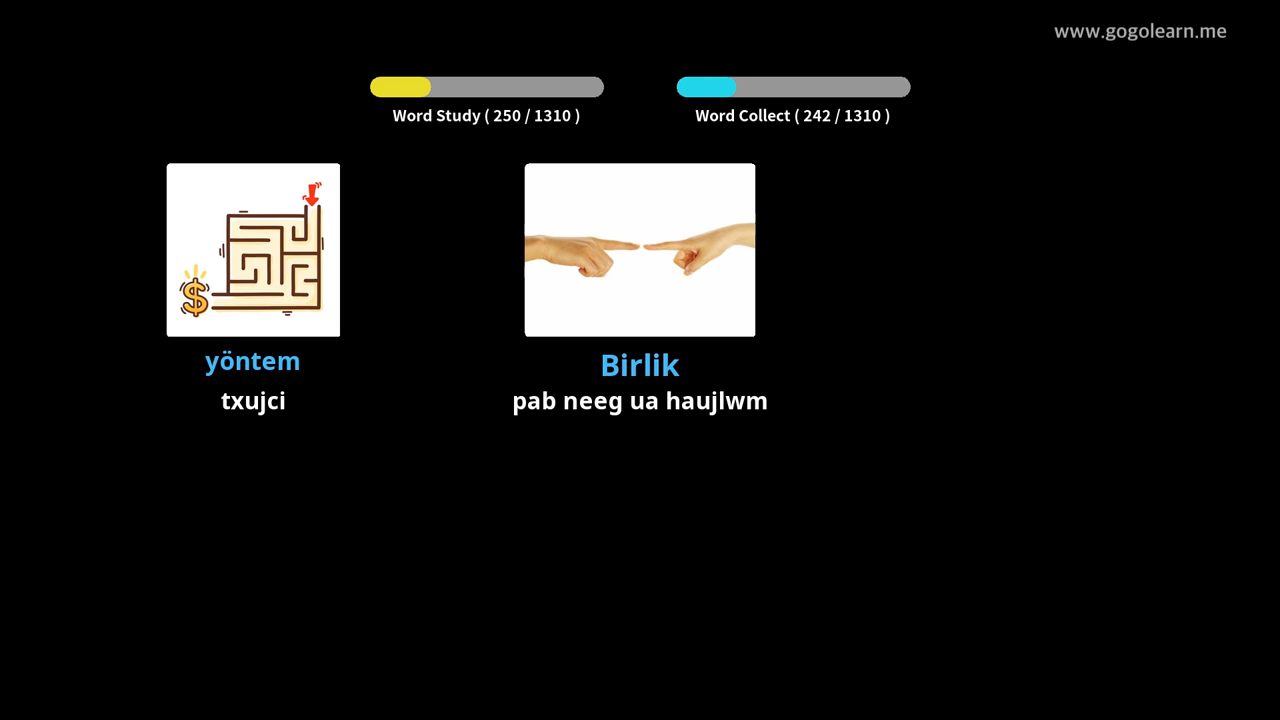 www.gogolearn.me
Word Study ( 250 / 1310 )
Word Collect ( 242 / 1310 )
yöntem
txujci
Birlik
pab neeg ua haujlwm